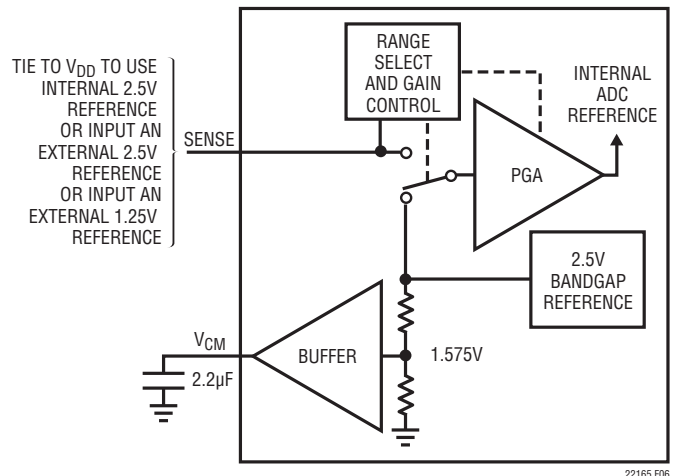 TIE TO VDD TO USE
INTERNAL 2.5V
REFERENCE
OR INPUT AN
EXTERNAL 2.5V
REFERENCE
OR INPUT AN
EXTERNAL 1.25V
REFERENCE
SENSE
RANGE
SELECT
AND GAIN
CONTROL
INTERNAL
ADC
REFERENCE
PGA
2.5V
BANDGAP
REFERENCE
VCM
2.2µF
BUFFER
1.575V
22165 F06